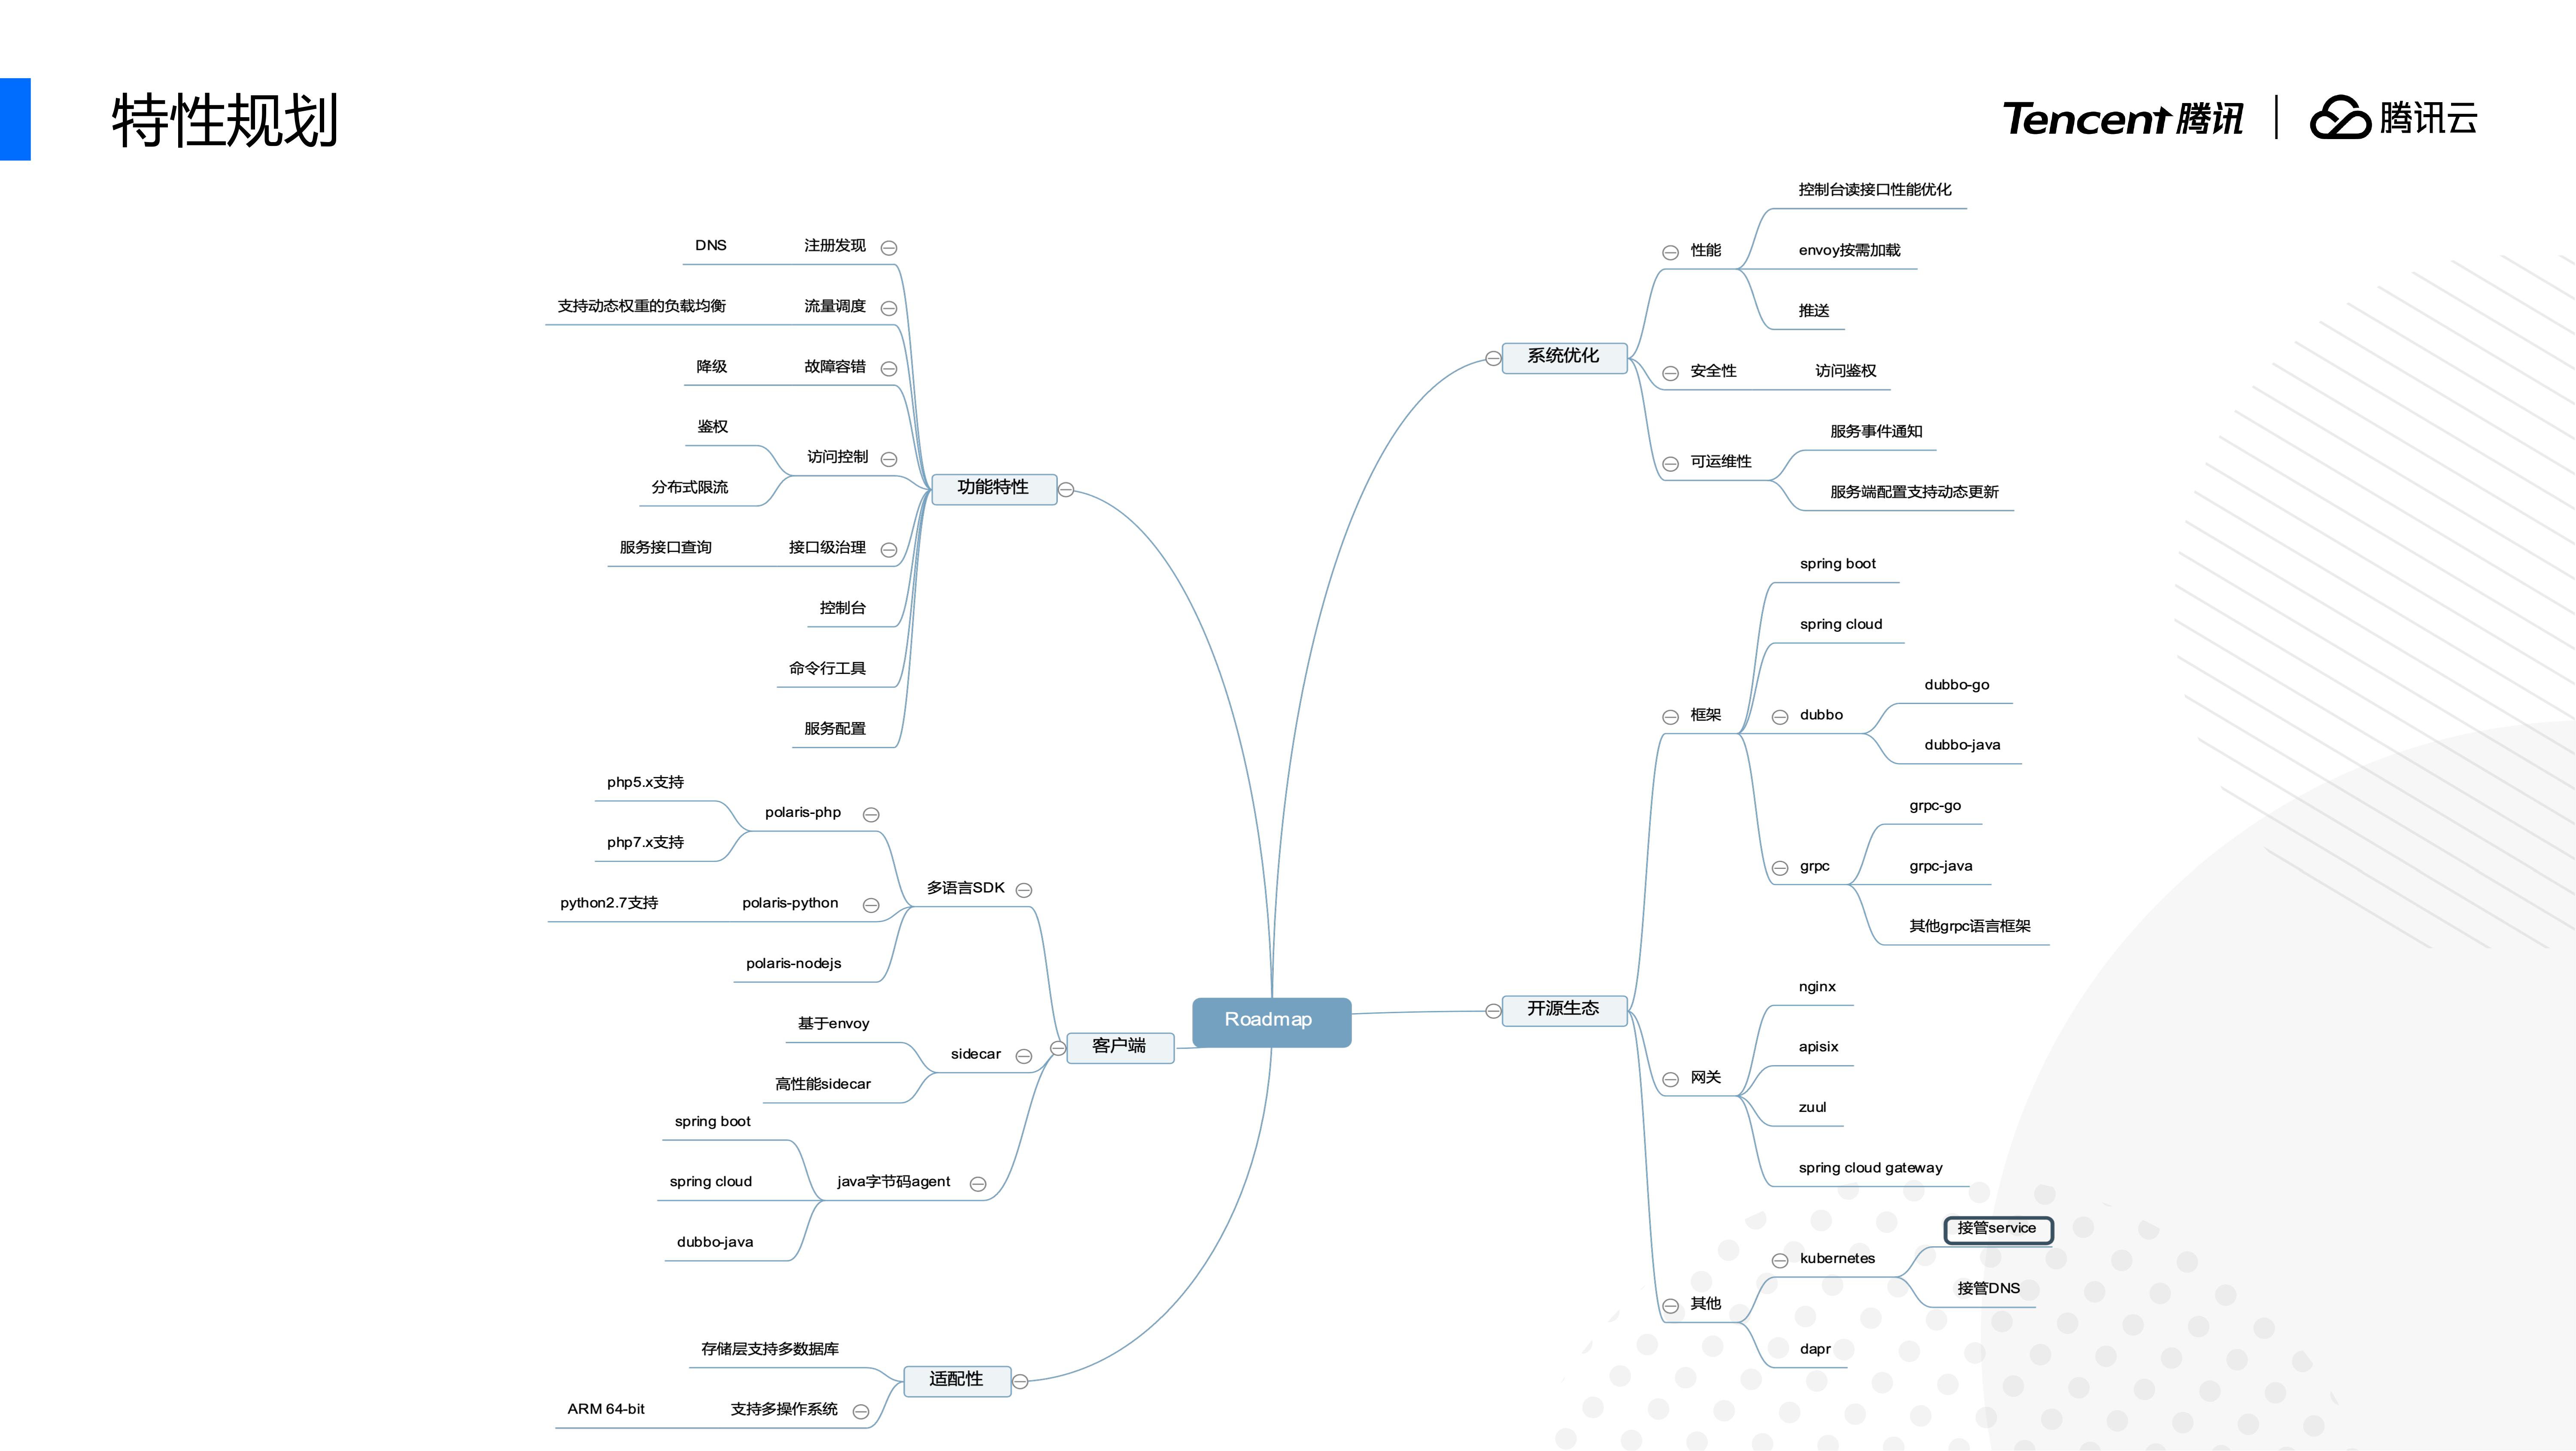 特性规划
Tencent腾讯
腾讯云
DNS
注册发现
支持动态权重的负载均衡
流量调度
降级
故障容错
鉴权
分布式限流
访问控制
服务接口查询
接口级治理
控制台
命令行工具
服务配置
功能特性
php5.x支持
php7.x支持
polaris-php
python2.7支持
polaris-python
polaris-nodejs
多语言SDK
基于envoy
高性能sidecar
sidecar
spring boot
spring cloud
dubbo-java
java字节码agent
客户端
存储层支持多数据库
ARM 64-bit
支持多操作系统
适配性
Roadmap
系统优化
性能
控制台读接口性能优化
envoy按需加载
推送
安全性
访问鉴权
可运维性
服务事件通知
服务端配置支持动态更新
开源生态
框架
spring boot
spring cloud
dubbo
dubbo-go
dubbo-java
grpc
grpc-go
grpc-java
其他grpc语言框架
网关
nginx
apisix
zuul
spring cloud gateway
其他
kubernetes
接管service
接管DNS
dapr